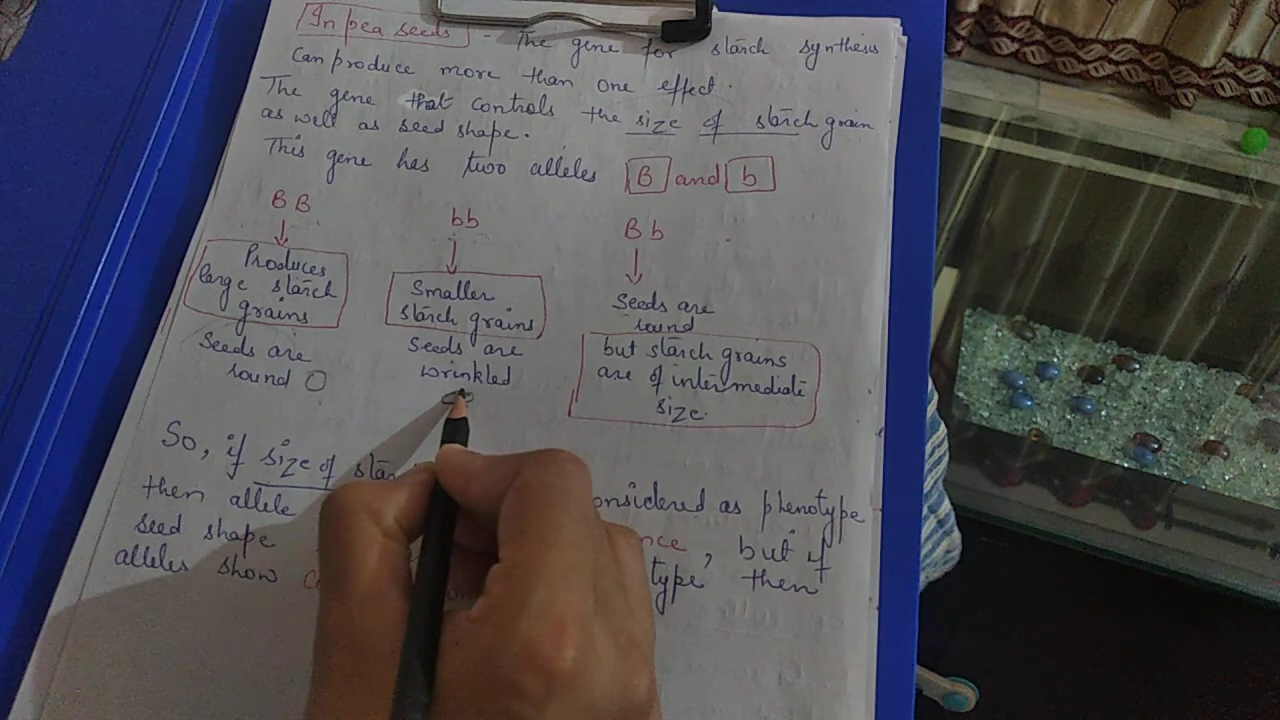 In pea seeds - The gene for starch synthesis
Can produce more than one effect.
The gene that controls the size of starch grain
as well as seed shape.
This gene has two alleles B and b
BB
Produces
large starch
grains
Seeds are
round
bb
Smaller
starch grains
Seeds are
wrinkled
Bb
Seeds are
round
but starch grains
are of intermediate
size.
So, if size of considered as phenotype
then allele , but if
seed shape then
alleles show